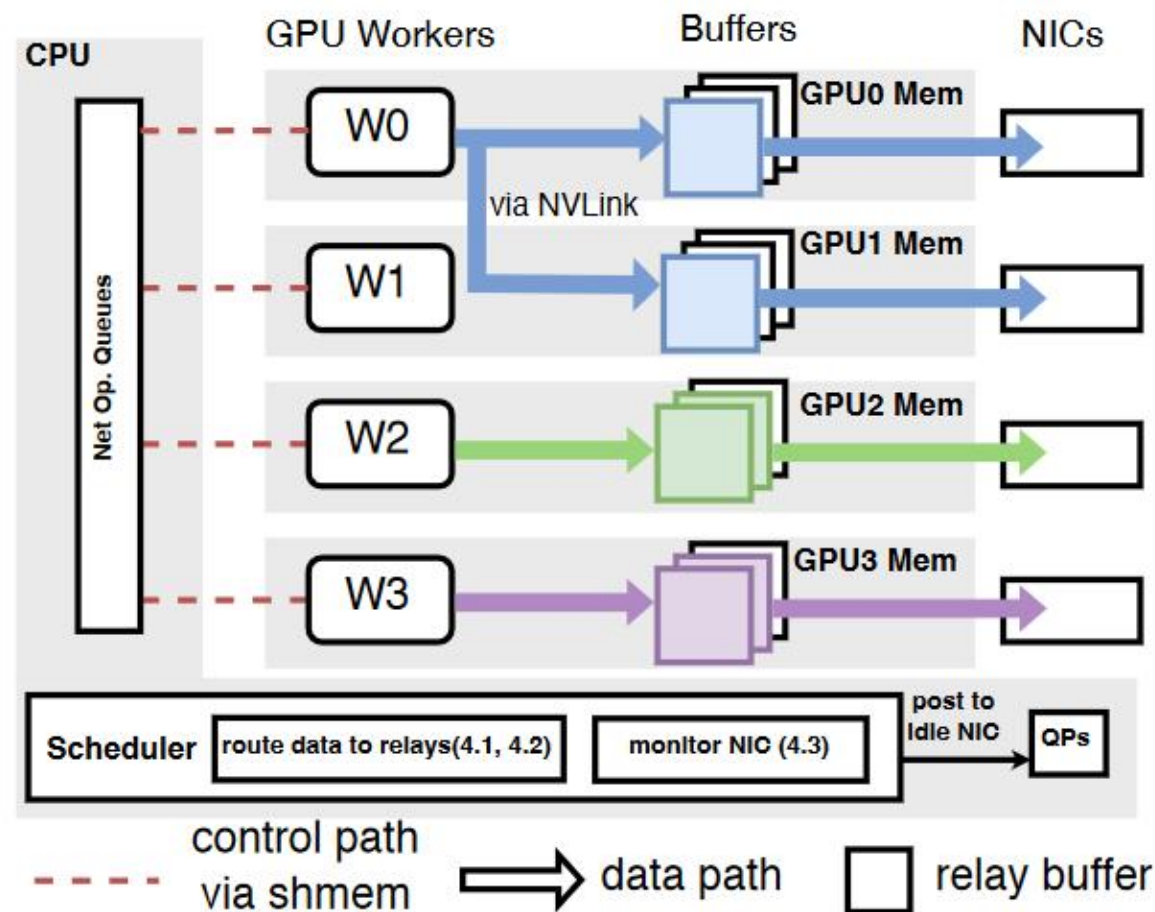 GPU Workers
Buffers
NICs
CPU
Net Op. Queues
W0
GPU0 Mem
via NVLink
W1
GPU1 Mem
W2
GPU2 Mem
W3
GPU3 Mem
Scheduler
route data to relays(4.1, 4.2)
monitor NIC (4.3)
post to
Idle NIC
QPs
control path
via shmem
data path
relay buffer